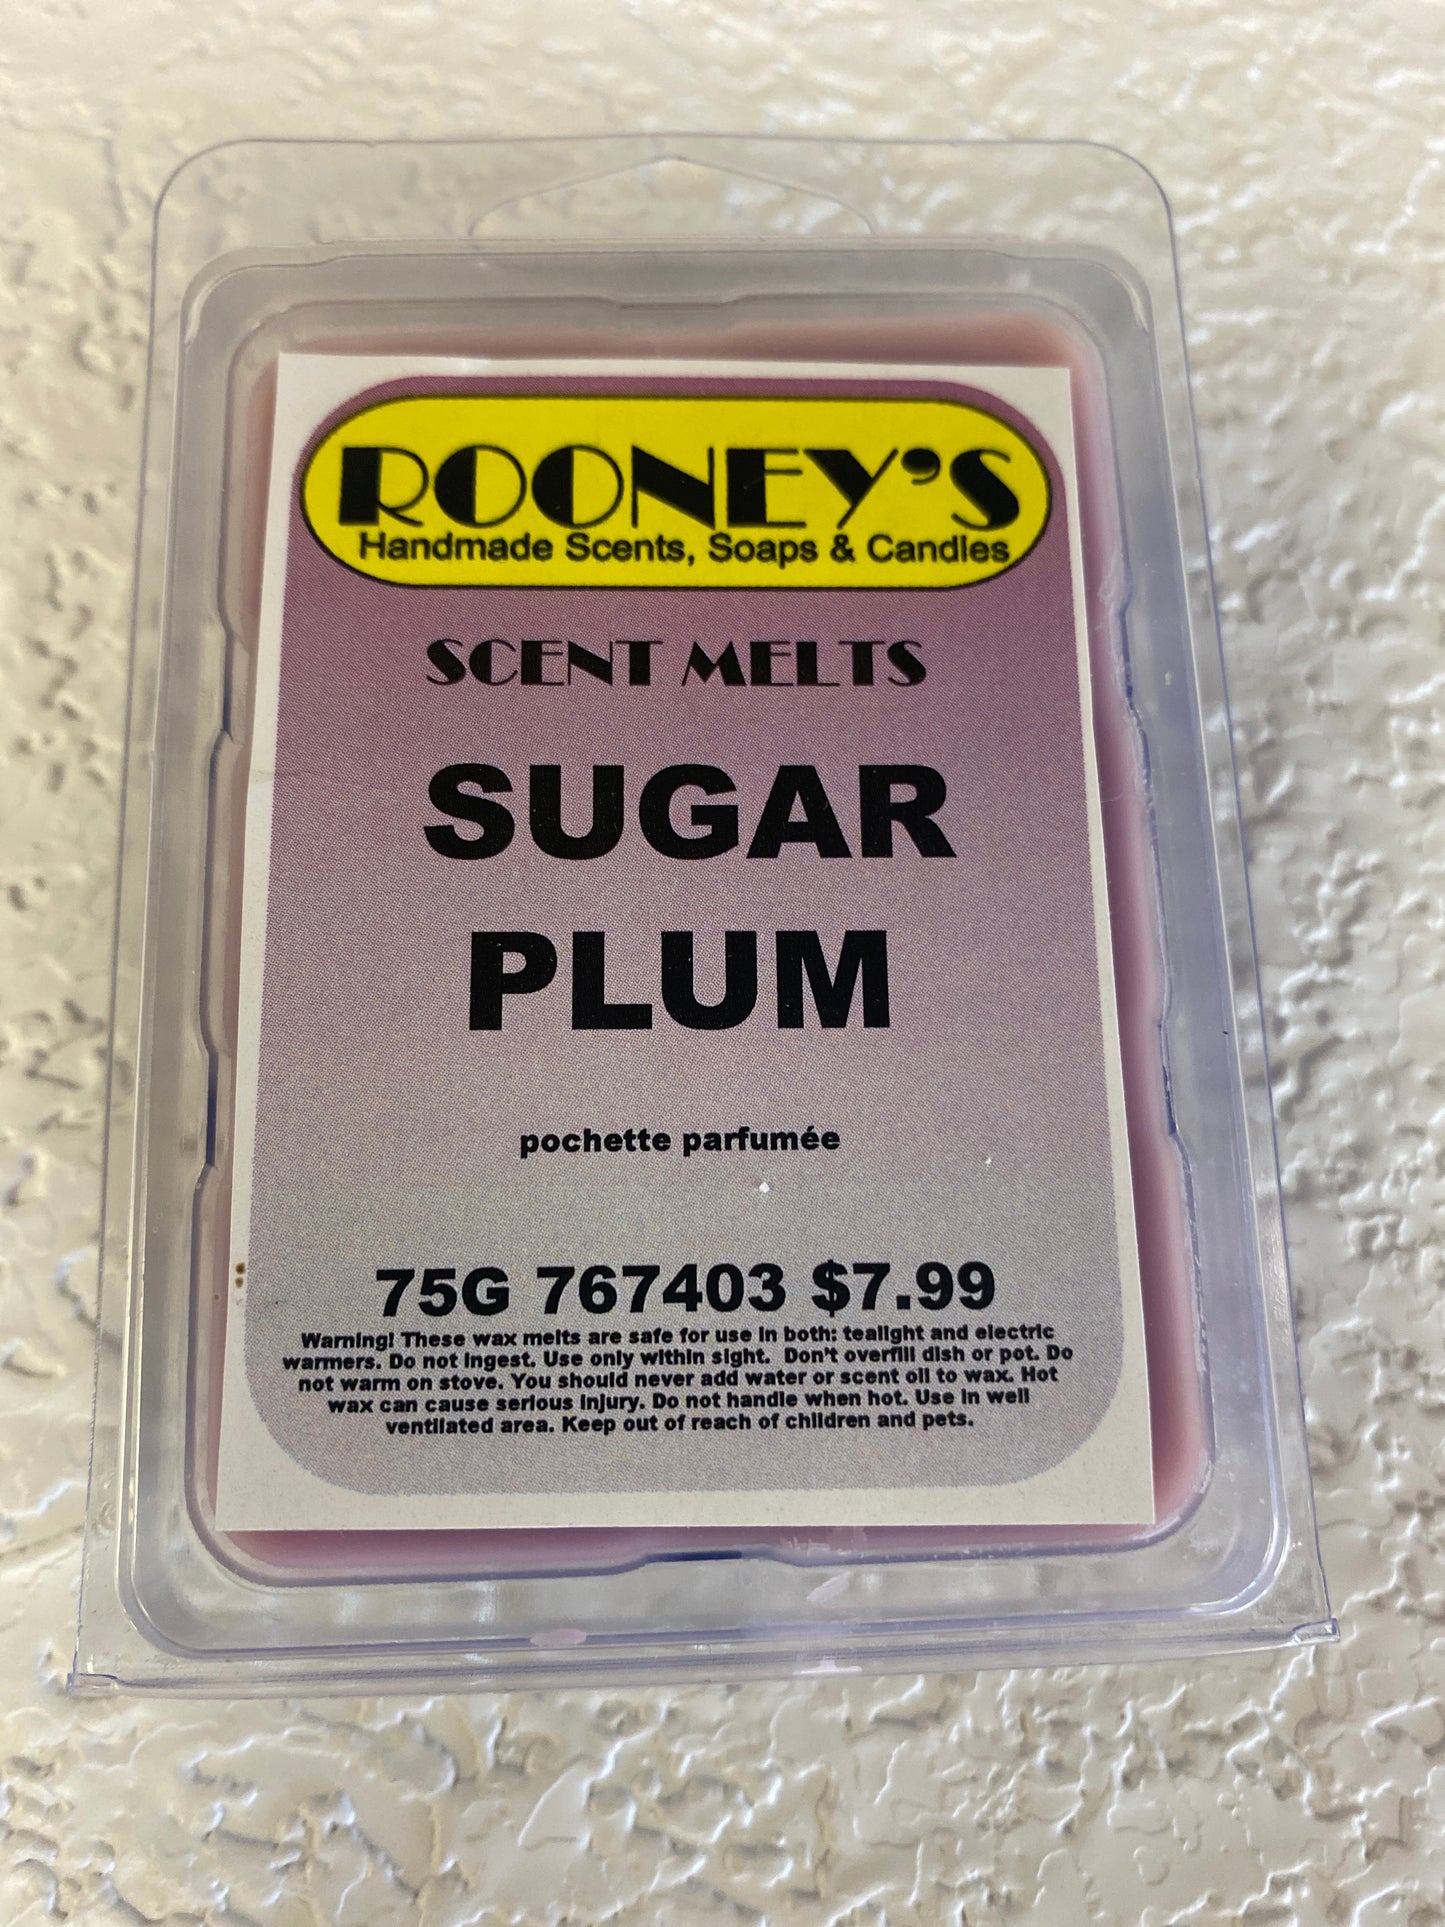 ROONEY'S
Handmade Scents, Soaps & Candles
SCENT MELTS
SUGAR
PLUM
pochette parfumée
75G 767403 $7.99
Warning! These wax melts are safe for use in both: tealight and electric
warmers. Do not ingest. Use only within sight. Don't overfill dish or pot. Do
not warm on stove. You should never add water or scent oil to wax. Hot
wax can cause serious injury. Do not handle when hot. Use in well
ventilated area. Keep out of reach of children and pets.